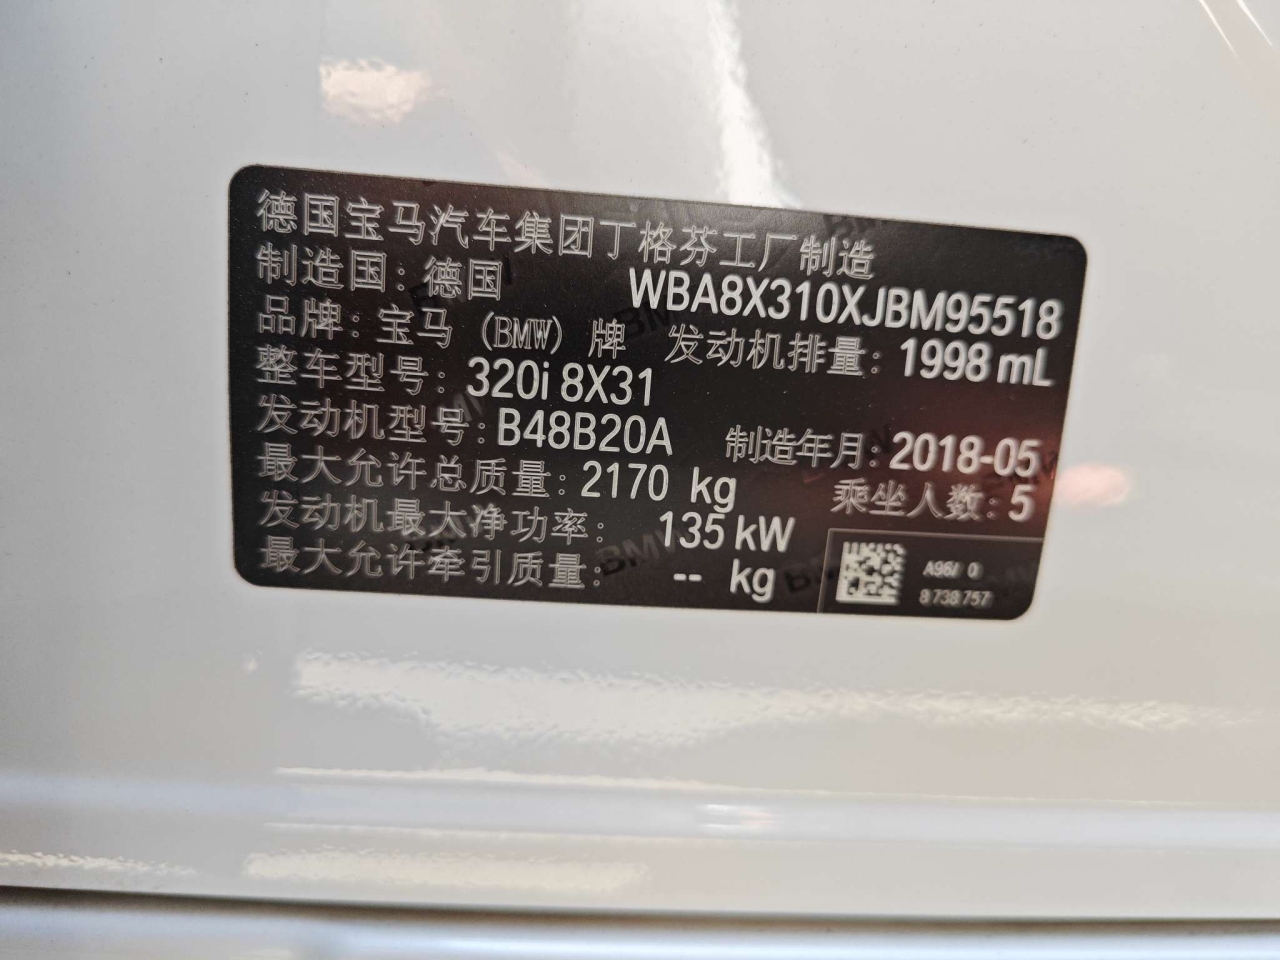 德国宝马汽车集团丁格芬工厂制造
制造国：德国 WBA8X310XJBM95518
品牌：宝马（BMW）牌 发动机排量：1998 mL
整车型号：320i 8X31
发动机型号：B48B20A 制造年月：2018-05
最大允许总质量：2170 kg 乘坐人数：5
发动机最大净功率： 135 kW
最大允许牵引质量： -- kg
A96/ 0
8 738 757